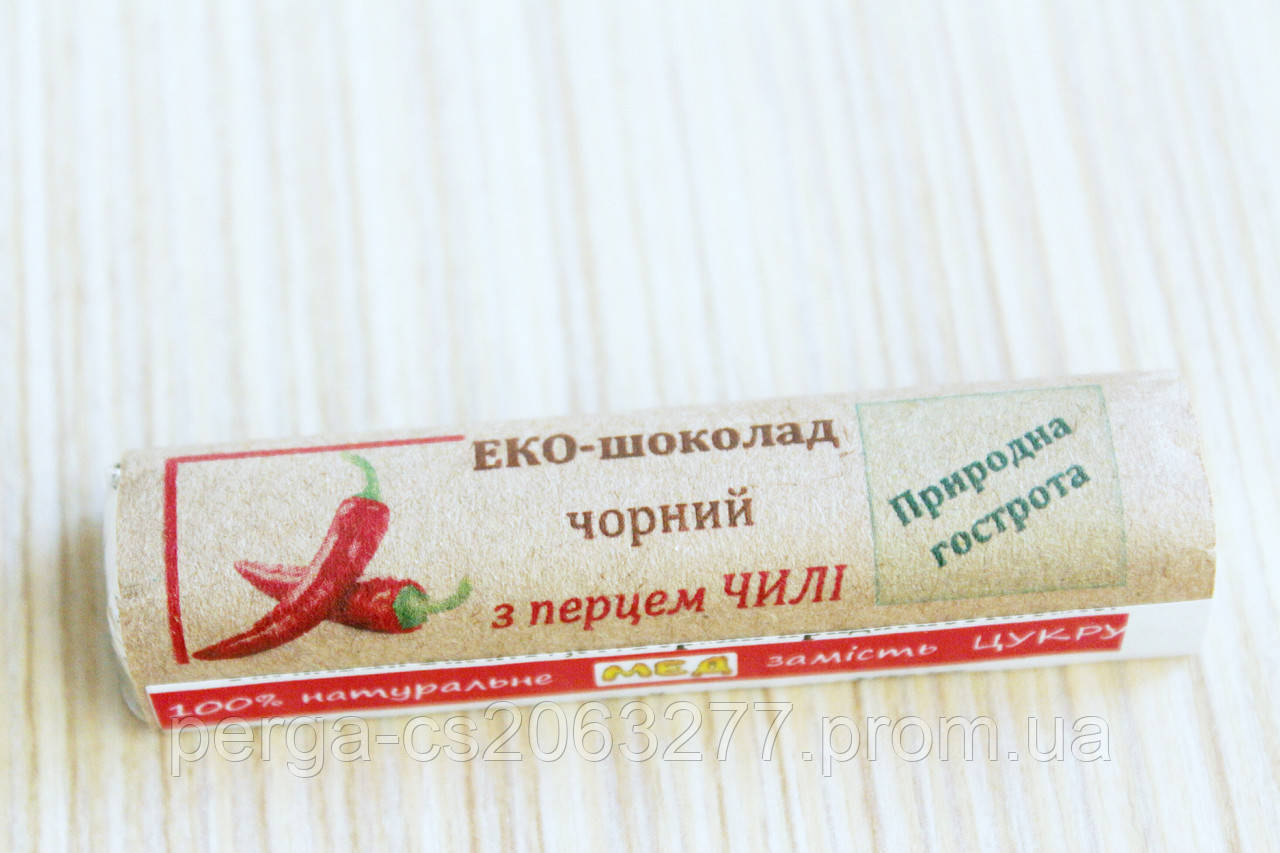 ЕКО-шоколад
чорний
з перцем ЧИЛІ
Природна
гострота
100% натуральне МЕД замість ЦУКРУ
perga-cs2063277.prom.ua